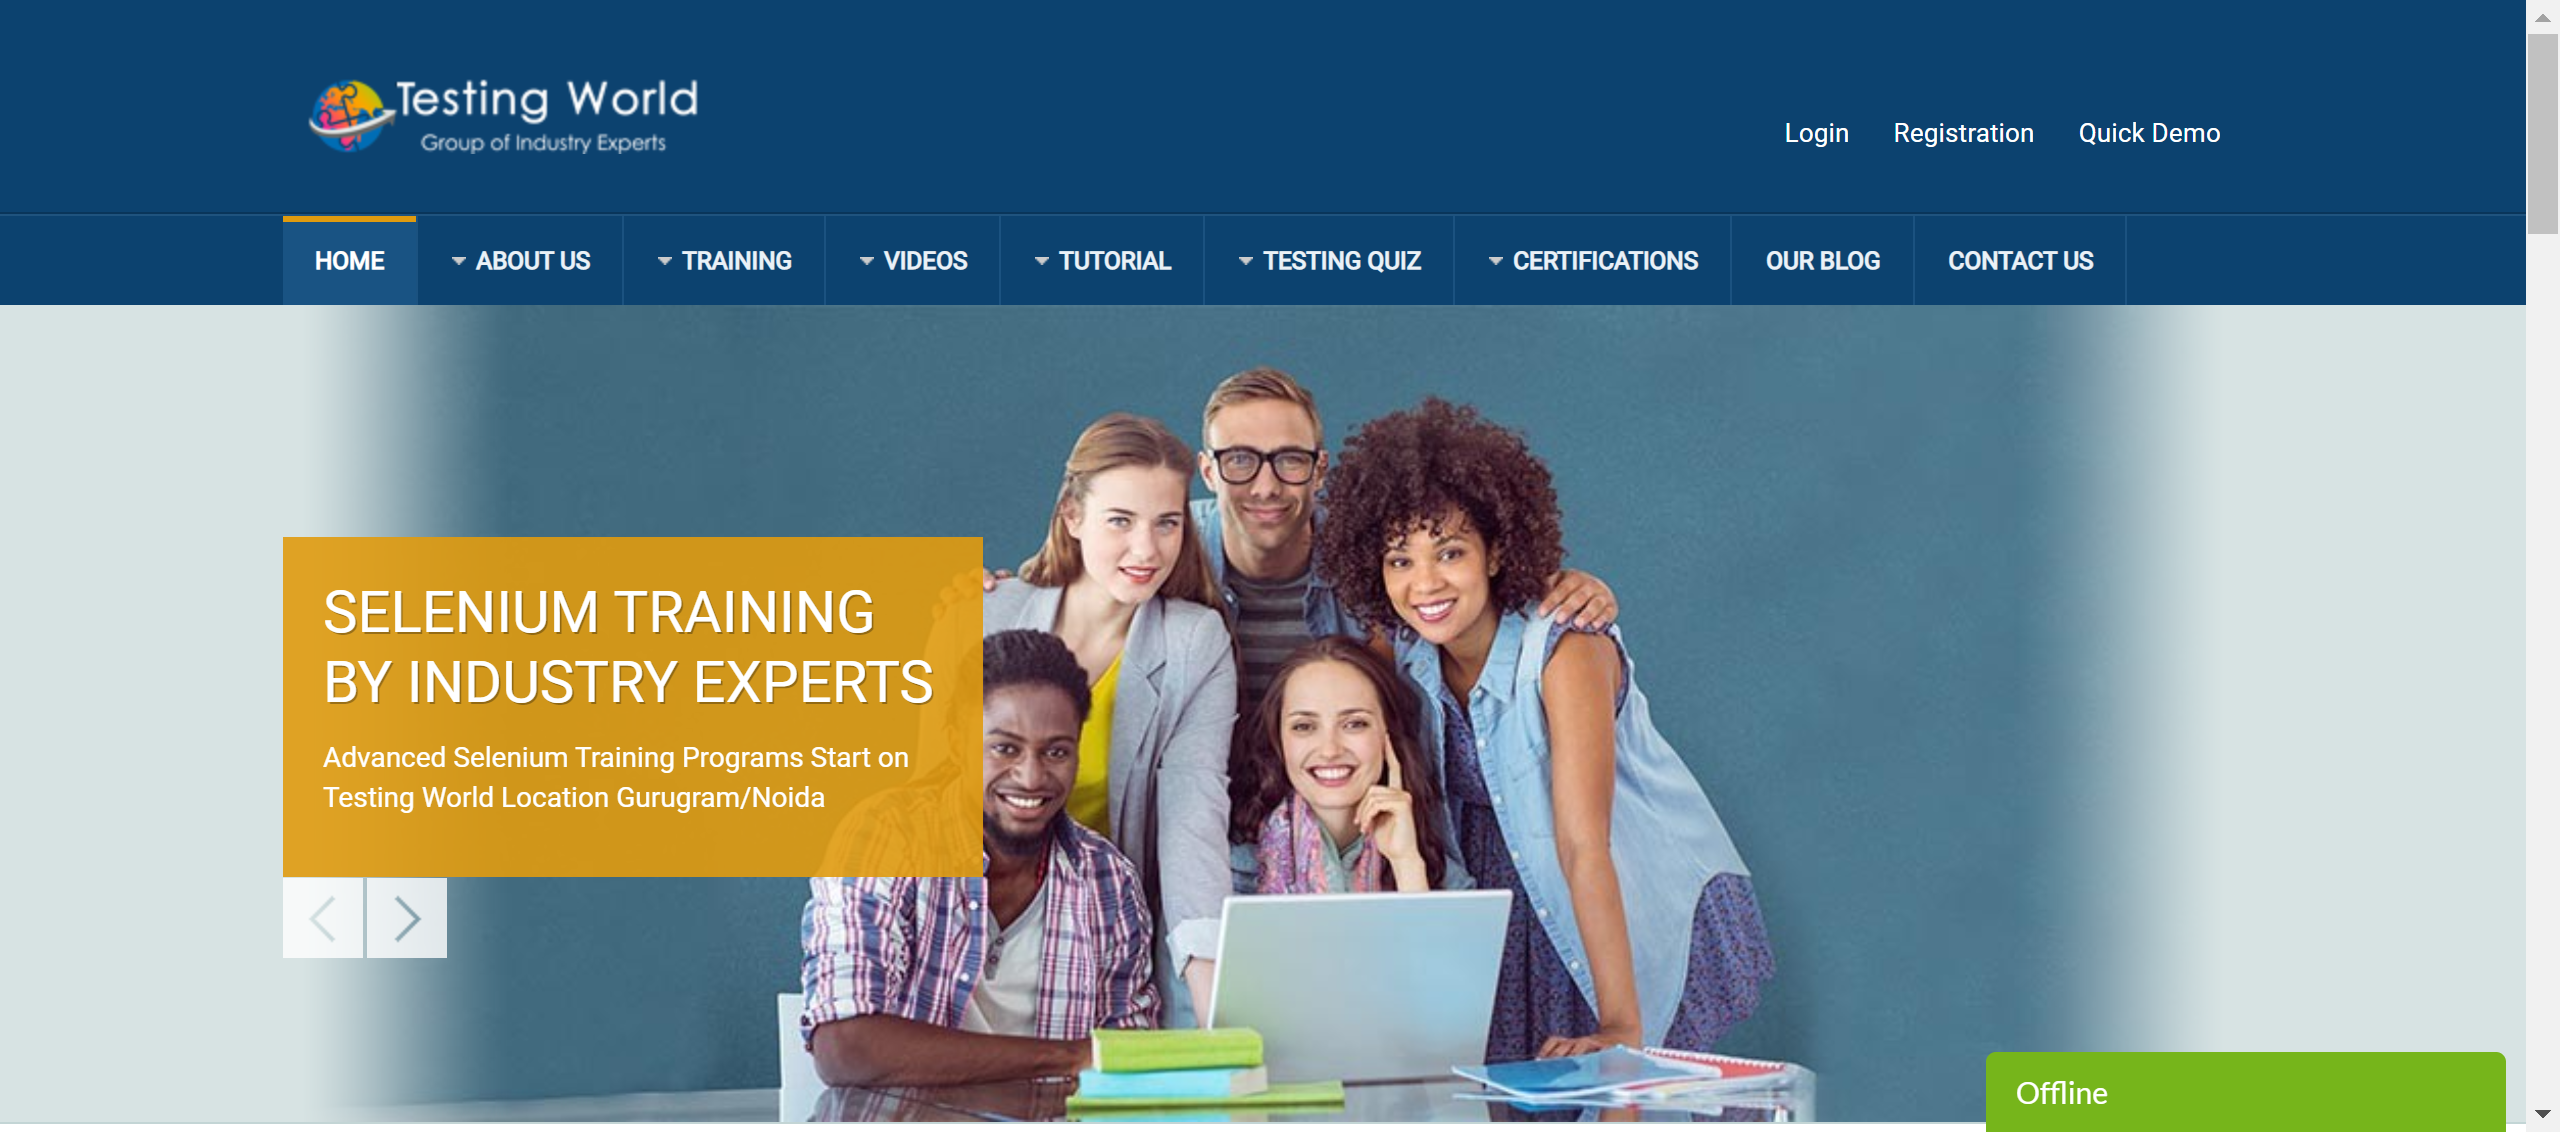 Testing World
Group of Industry Experts
Login Registration Quick Demo
HOME ABOUT US TRAINING VIDEOS TUTORIAL TESTING QUIZ CERTIFICATIONS OUR BLOG CONTACT US
SELENIUM TRAINING
BY INDUSTRY EXPERTS
Advanced Selenium Training Programs Start on
Testing World Location Gurugram/Noida
Offline